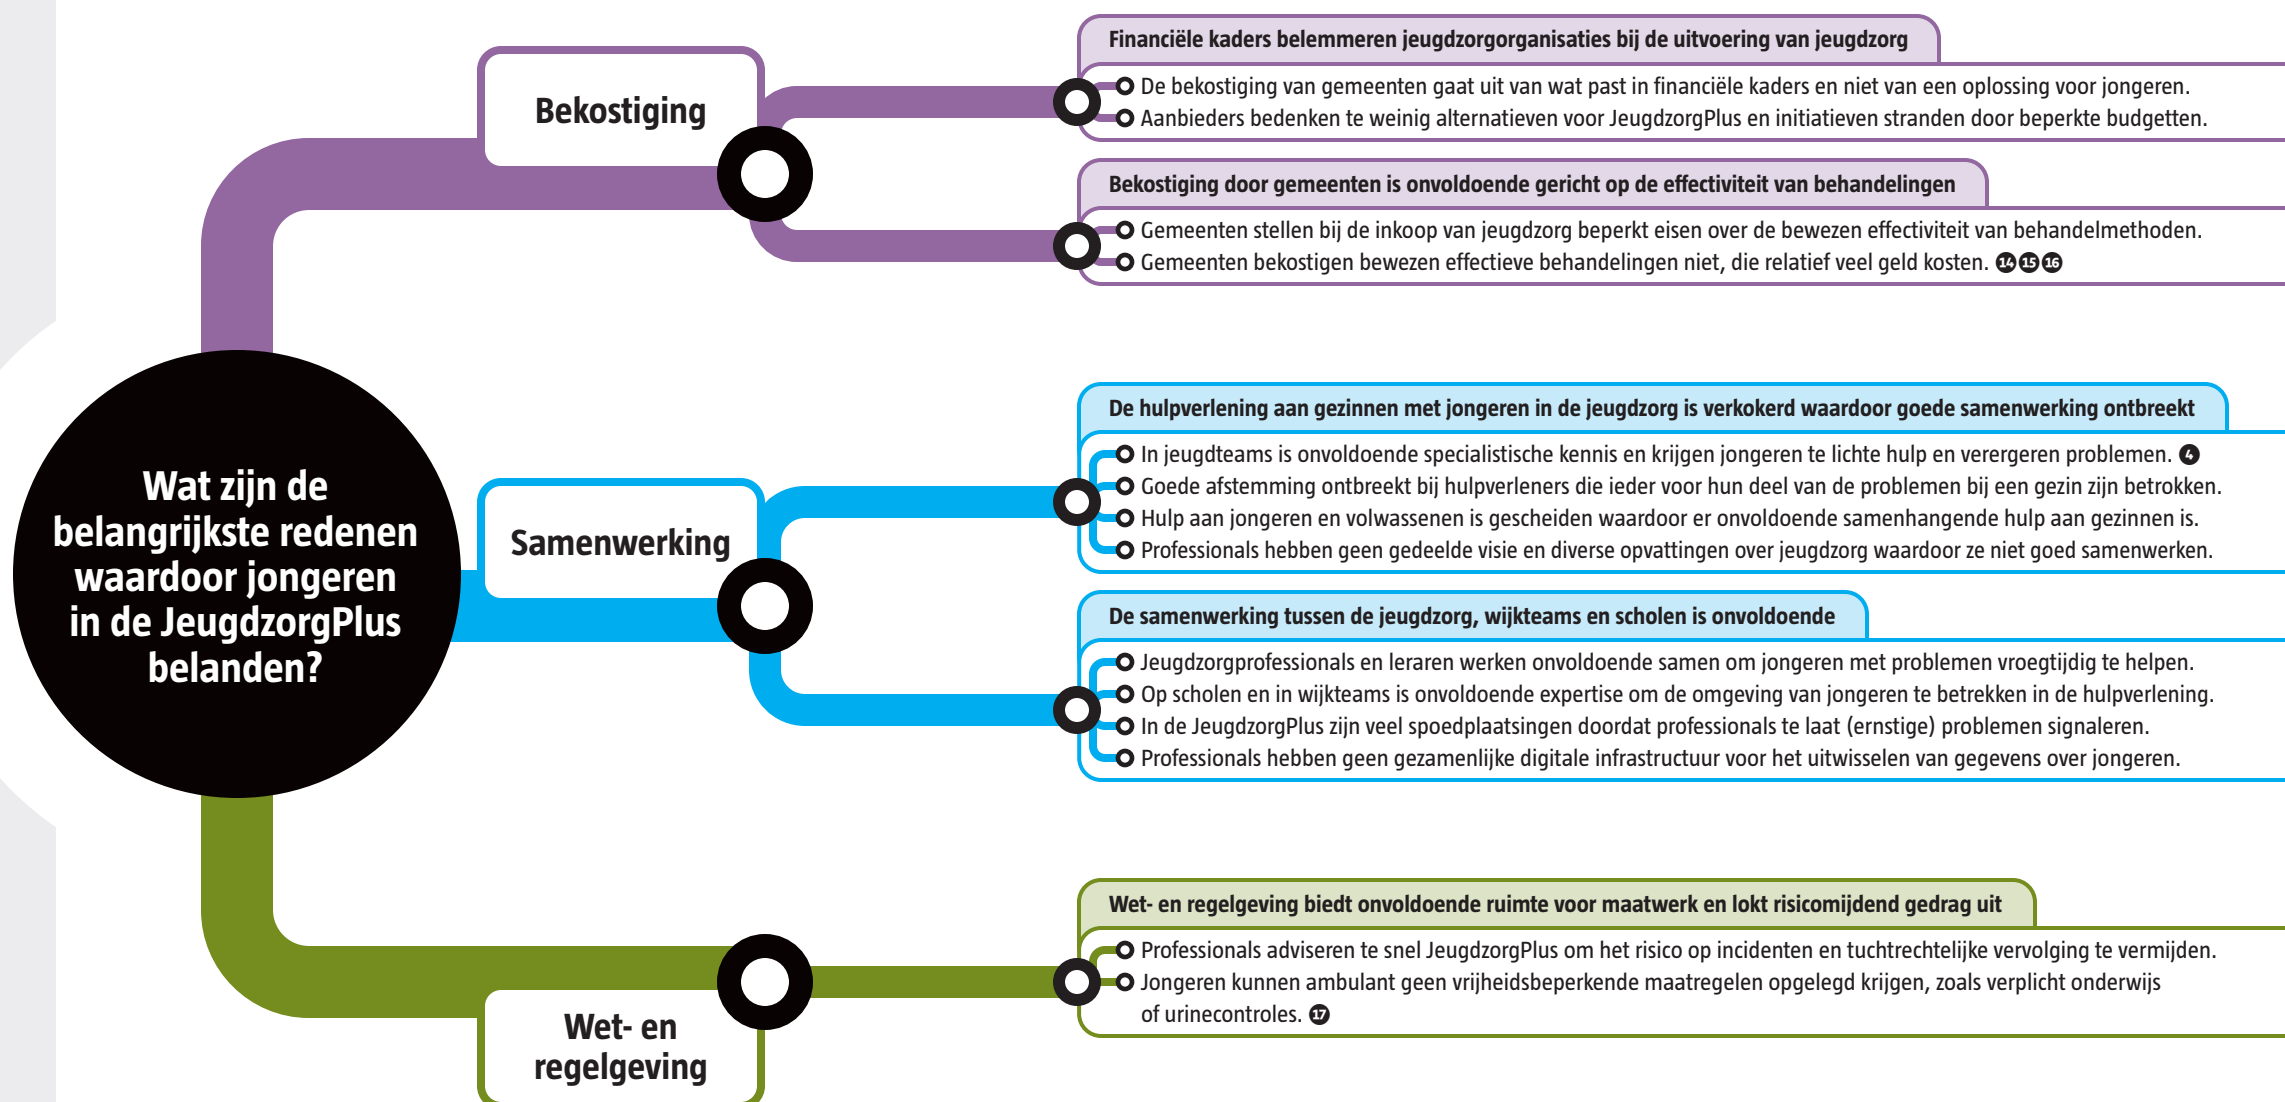 Wat zijn de
belangrijkste redenen
waardoor jongeren
in de JeugdzorgPlus
belanden?
Bekostiging
Financiële kaders belemmeren jeugdzorgorganisaties bij de uitvoering van jeugdzorg
De bekostiging van gemeenten gaat uit van wat past in financiële kaders en niet van een oplossing voor jongeren.
Aanbieders bedenken te weinig alternatieven voor JeugdzorgPlus en initiatieven stranden door beperkte budgetten.
Bekostiging door gemeenten is onvoldoende gericht op de effectiviteit van behandelingen
Gemeenten stellen bij de inkoop van jeugdzorg beperkt eisen over de bewezen effectiviteit van behandelmethoden.
Gemeenten bekostigen bewezen effectieve behandelingen niet, die relatief veel geld kosten. 14 15 16
Samenwerking
De hulpverlening aan gezinnen met jongeren in de jeugdzorg is verkokerd waardoor goede samenwerking ontbreekt
In jeugdteams is onvoldoende specialistische kennis en krijgen jongeren te lichte hulp en verergeren problemen. 4
Goede afstemming ontbreekt bij hulpverleners die ieder voor hun deel van de problemen bij een gezin zijn betrokken.
Hulp aan jongeren en volwassenen is gescheiden waardoor er onvoldoende samenhangende hulp aan gezinnen is.
Professionals hebben geen gedeelde visie en diverse opvattingen over jeugdzorg waardoor ze niet goed samenwerken.
De samenwerking tussen de jeugdzorg, wijkteams en scholen is onvoldoende
Jeugdzorgprofessionals en leraren werken onvoldoende samen om jongeren met problemen vroegtijdig te helpen.
Op scholen en in wijkteams is onvoldoende expertise om de omgeving van jongeren te betrekken in de hulpverlening.
In de JeugdzorgPlus zijn veel spoedplaatsingen doordat professionals te laat (ernstige) problemen signaleren.
Professionals hebben geen gezamenlijke digitale infrastructuur voor het uitwisselen van gegevens over jongeren.
Wet- en
regelgeving
Wet- en regelgeving biedt onvoldoende ruimte voor maatwerk en lokt risicomijdend gedrag uit
Professionals adviseren te snel JeugdzorgPlus om het risico op incidenten en tuchtrechtelijke vervolging te vermijden.
Jongeren kunnen ambulant geen vrijheidsbeperkende maatregelen opgelegd krijgen, zoals verplicht onderwijs
of urinecontroles. 17